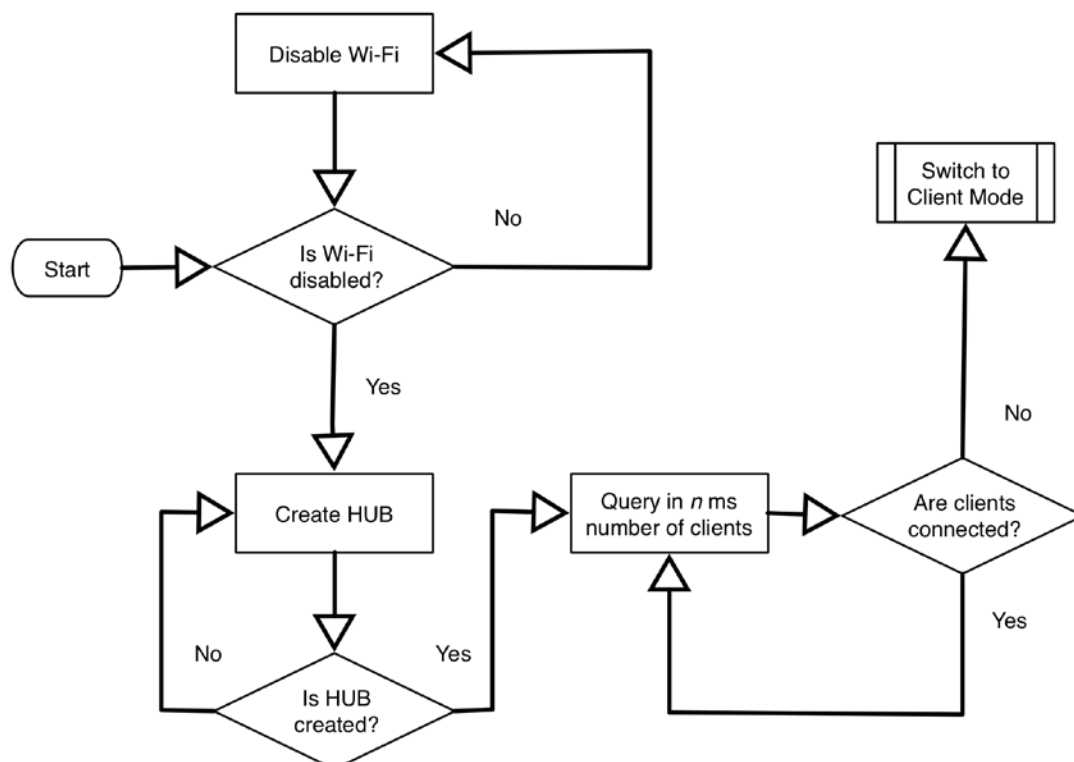 Disable Wi-Fi
Switch to
Client Mode
No
Start
Is Wi-Fi
disabled?
Yes
No
Create HUB
Query in n ms
number of clients
Are clients
connected?
No
Yes
Yes
Is HUB
created?